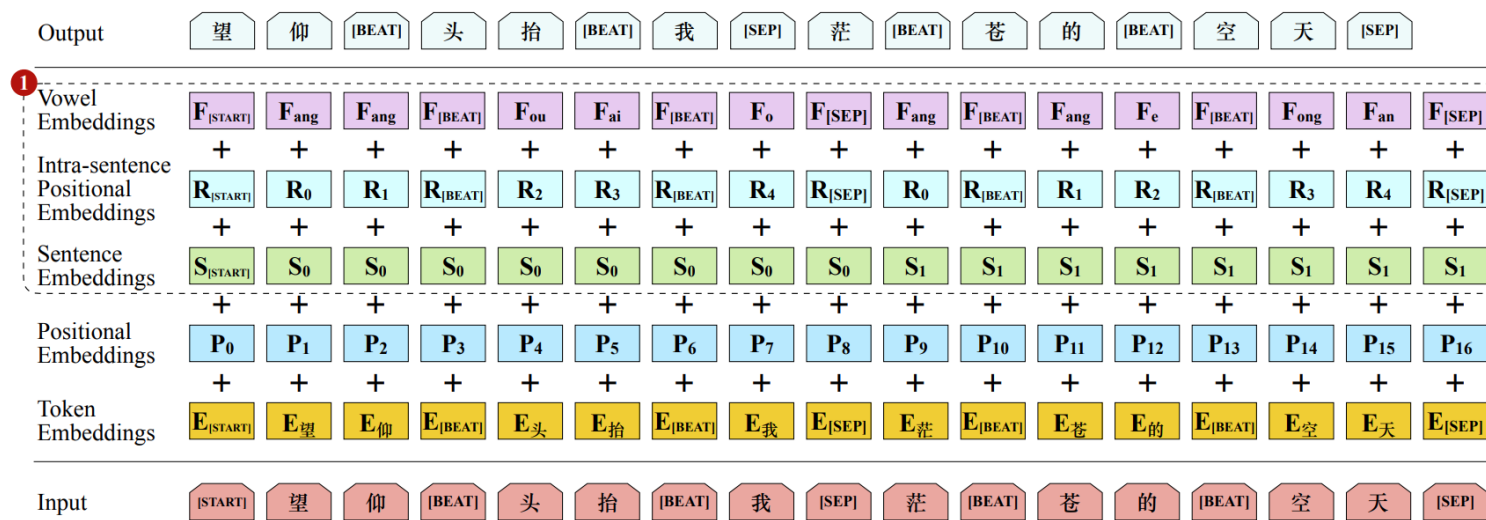 Output 望 仰 [BEAT] 头 抬 [BEAT] 我 [SEP] 茫 [BEAT] 苍 的 [BEAT] 空 天 [SEP]
1
Vowel Embeddings F[START] Fang Fang F[BEAT] Fou Fai F[BEAT] Fo F[SEP] Fang F[BEAT] Fang Fe F[BEAT] Fong Fan F[SEP]
+ + + + + + + + + + + + + + + + +
Intra-sentence Positional Embeddings R[START] R0 R1 R[BEAT] R2 R3 R[BEAT] R4 R[SEP] R0 R[BEAT] R1 R2 R[BEAT] R3 R4 R[SEP]
+ + + + + + + + + + + + + + + + +
Sentence Embeddings S[START] S0 S0 S0 S0 S0 S0 S0 S0 S1 S1 S1 S1 S1 S1 S1 S1
+ + + + + + + + + + + + + + + + +
Positional Embeddings P0 P1 P2 P3 P4 P5 P6 P7 P8 P9 P10 P11 P12 P13 P14 P15 P16
+ + + + + + + + + + + + + + + + +
Token Embeddings E[START] E望 E仰 E[BEAT] E头 E抬 E[BEAT] E我 E[SEP] E茫 E[BEAT] E苍 E的 E[BEAT] E空 E天 E[SEP]
Input [START] 望 仰 [BEAT] 头 抬 [BEAT] 我 [SEP] 茫 [BEAT] 苍 的 [BEAT] 空 天 [SEP]